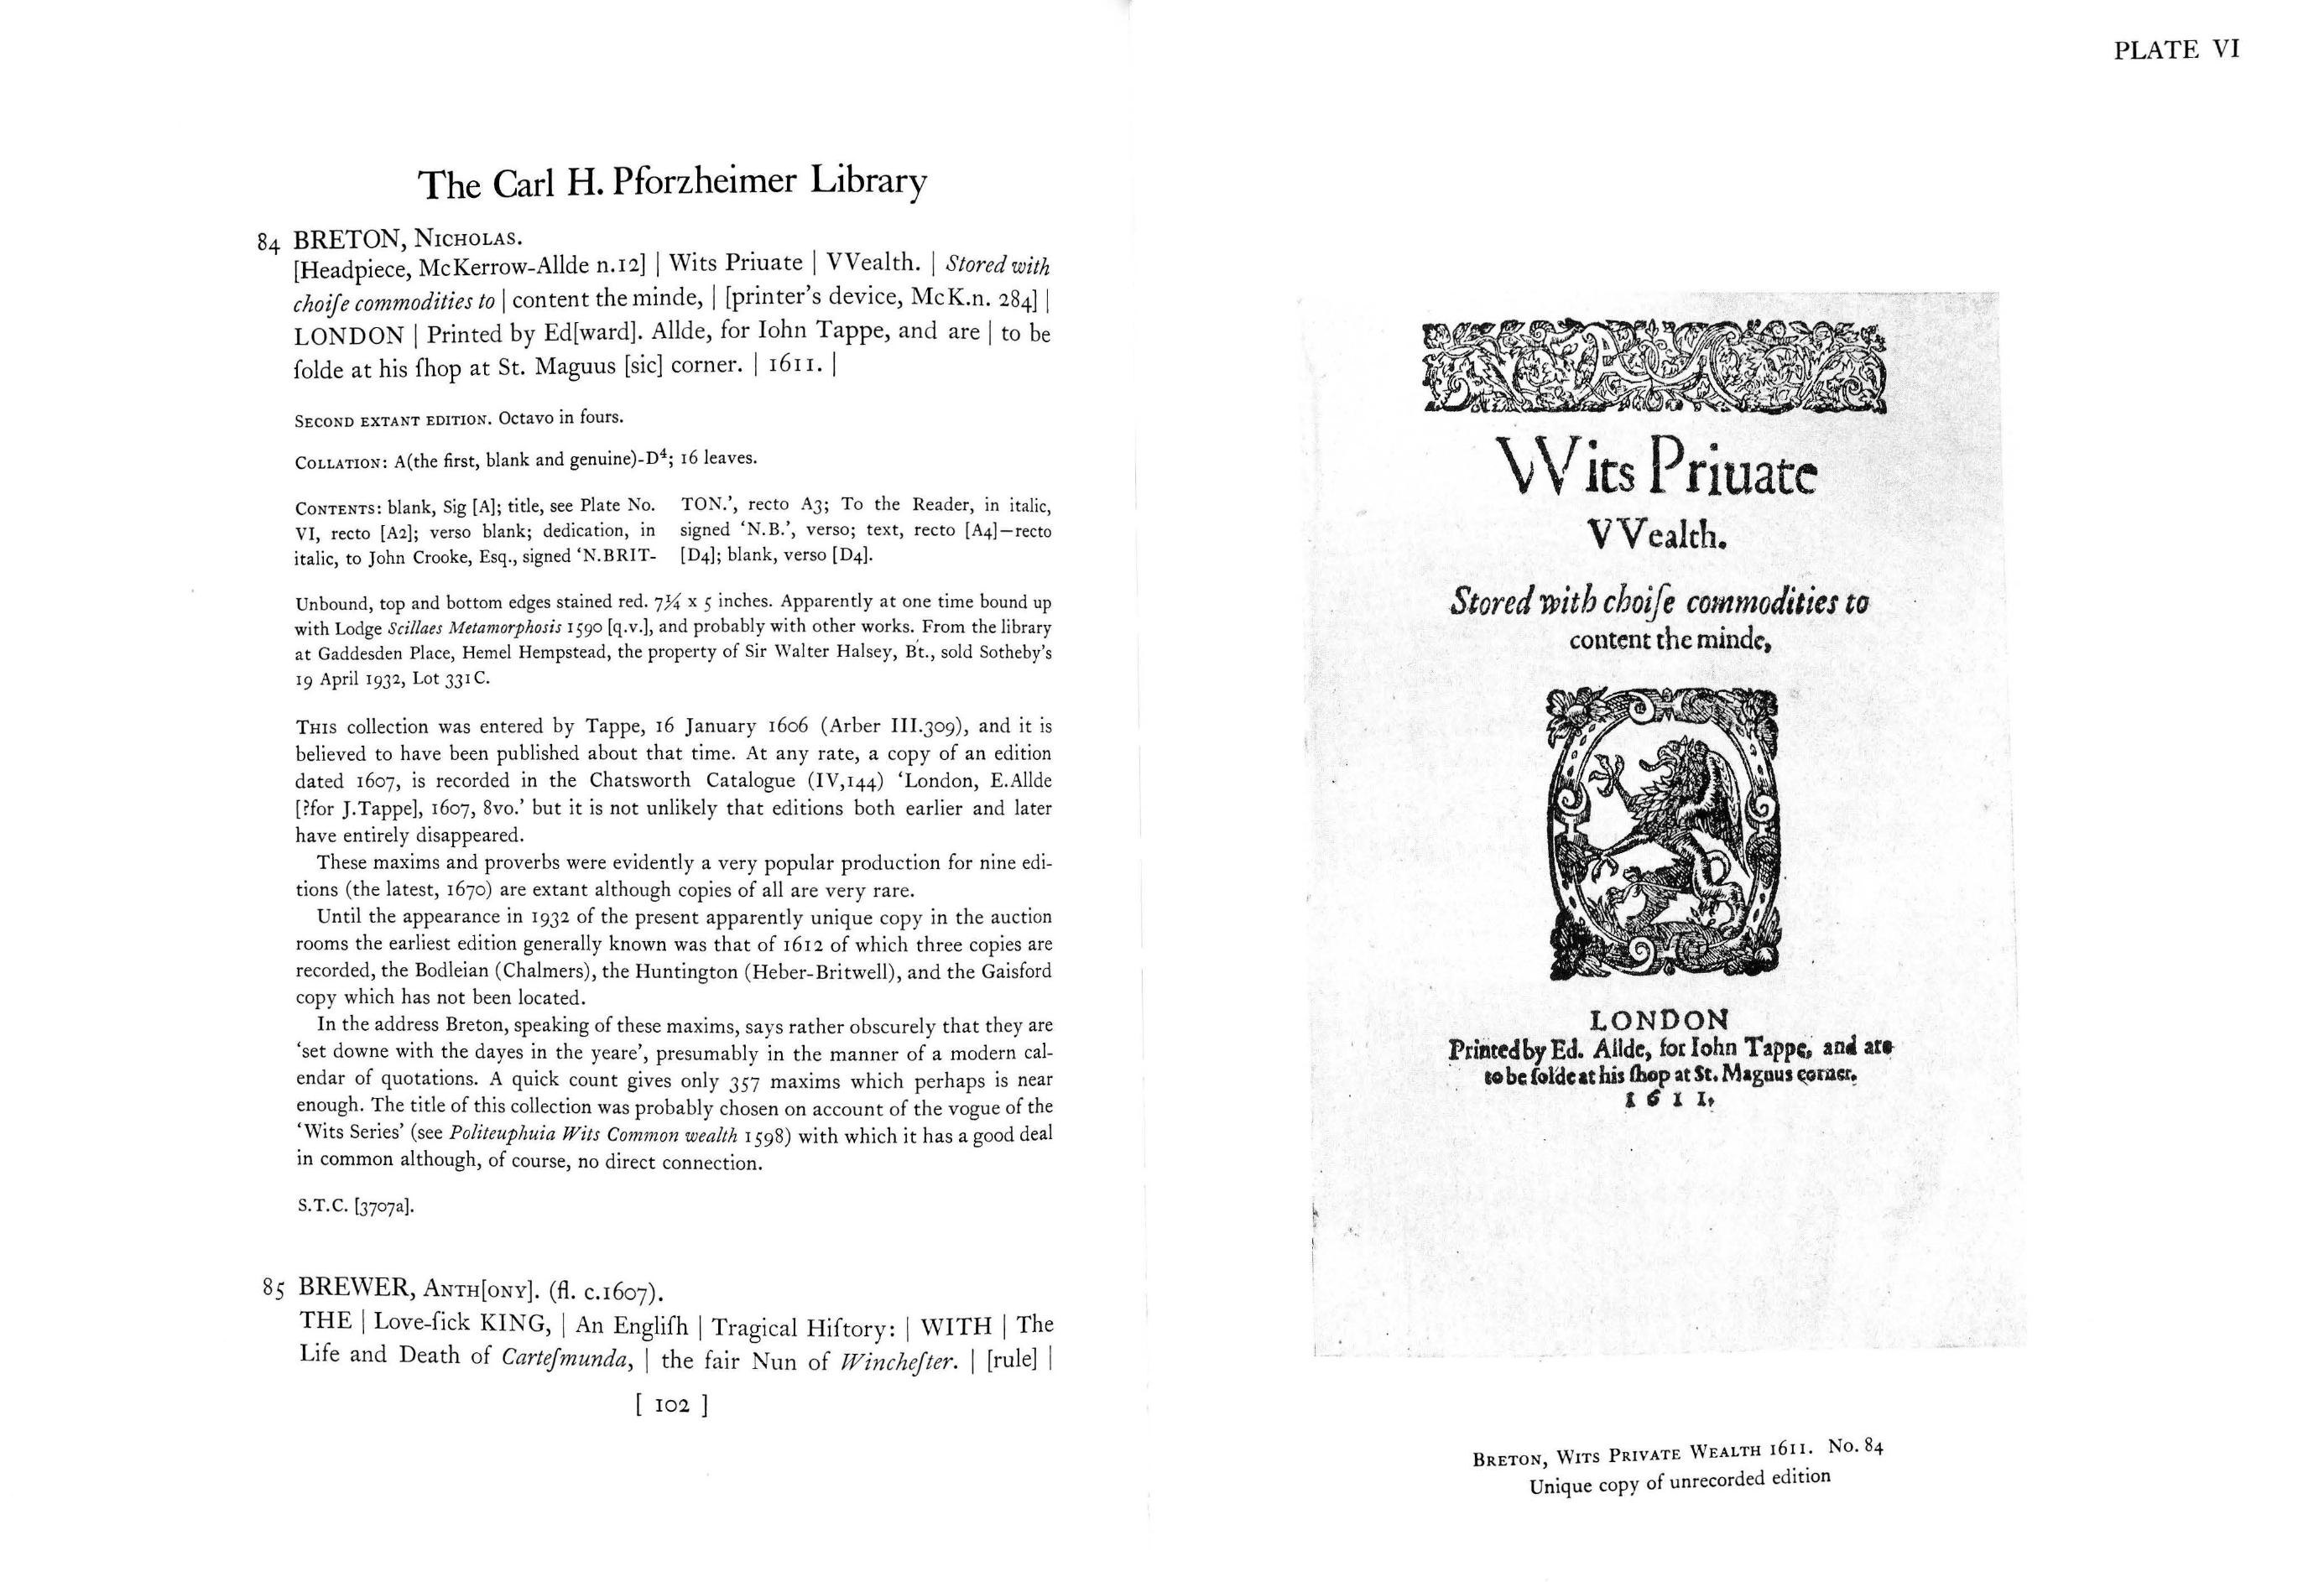 The Carl H. Pforzheimer Library
84 BRETON, NICHOLAS.
[Headpiece, McKerrow-Allde n.12] | Wits Priuate | VVealth. | Stored with
choiſe commodities to | content the minde, | [printer's device, McK.n. 284] |
LONDON | Printed by Ed[ward]. Allde, for Iohn Tappe, and are | to be
ſolde at his ſhop at St. Maguus [sic] corner. | 1611. |
SECOND EXTANT EDITION. Octavo in fours.
COLLATION: A(the first, blank and genuine)-D⁴; 16 leaves.
CONTENTS: blank, Sig [A]; title, see Plate No.
VI, recto [A2]; verso blank; dedication, in
italic, to John Crooke, Esq., signed 'N.BRIT-
TON.', recto A3; To the Reader, in italic,
signed 'N.B.', verso; text, recto [A4]—recto
[D4]; blank, verso [D4].
Unbound, top and bottom edges stained red. 7¼ x 5 inches. Apparently at one time bound up
with Lodge Scillaes Metamorphosis 1590 [q.v.], and probably with other works. From the library
at Gaddesden Place, Hemel Hempstead, the property of Sir Walter Halsey, Bt., sold Sotheby's
19 April 1932, Lot 331C.
THIS collection was entered by Tappe, 16 January 1606 (Arber III.309), and it is
believed to have been published about that time. At any rate, a copy of an edition
dated 1607, is recorded in the Chatsworth Catalogue (IV,144) 'London, E.Allde
[?for J.Tappe], 1607, 8vo.' but it is not unlikely that editions both earlier and later
have entirely disappeared.
These maxims and proverbs were evidently a very popular production for nine edi-
tions (the latest, 1670) are extant although copies of all are very rare.
Until the appearance in 1932 of the present apparently unique copy in the auction
rooms the earliest edition generally known was that of 1612 of which three copies are
recorded, the Bodleian (Chalmers), the Huntington (Heber-Britwell), and the Gaisford
copy which has not been located.
In the address Breton, speaking of these maxims, says rather obscurely that they are
'set downe with the dayes in the yeare', presumably in the manner of a modern cal-
endar of quotations. A quick count gives only 357 maxims which perhaps is near
enough. The title of this collection was probably chosen on account of the vogue of the
'Wits Series' (see Politeuphuia Wits Common wealth 1598) with which it has a good deal
in common although, of course, no direct connection.
S.T.C. [3707a].
85 BREWER, ANTH[ONY]. (fl. c.1607).
THE | Love-ſick KING, | An Engliſh | Tragical Hiſtory: | WITH | The
Life and Death of Carteſmunda, | the fair Nun of Wincheſter. | [rule] |
[ 102 ]
PLATE VI
Wits Priuate
VVealth.
Stored with choiſe commodities to
content the minde,
LONDON
Printed by Ed. Allde, for Iohn Tappe, and are
to be ſolde at his ſhop at St. Maguus corner.
1611.
BRETON, WITS PRIVATE WEALTH 1611. No. 84
Unique copy of unrecorded edition